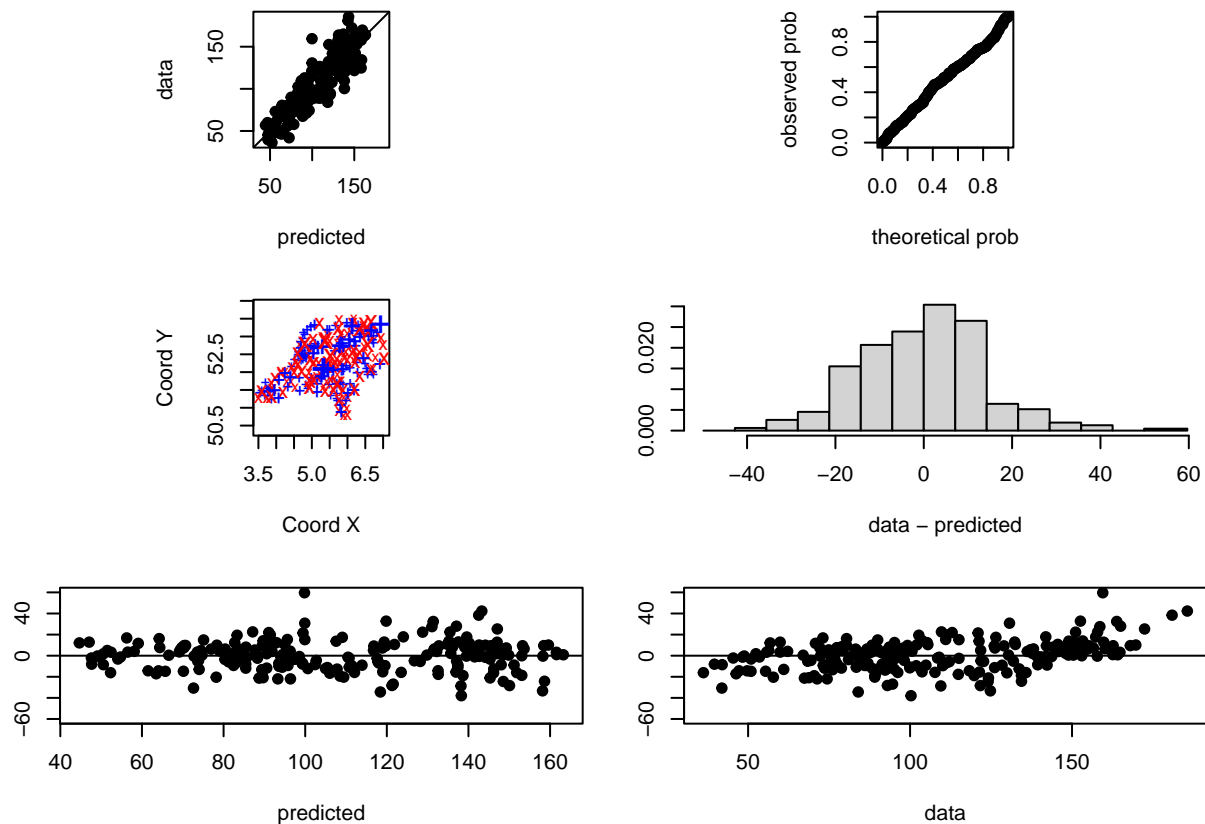 data
150
50
50 150
predicted
observed prob
0.8
0.4
0.0
0.0 0.4 0.8
theoretical prob
Coord Y
52.5
50.5
3.5 5.0 6.5
Coord X
0.020
0.000
−40 −20 0 20 40 60
data − predicted
40
0
−60
40 60 80 100 120 140 160
predicted
40
0
−60
50 100 150
data